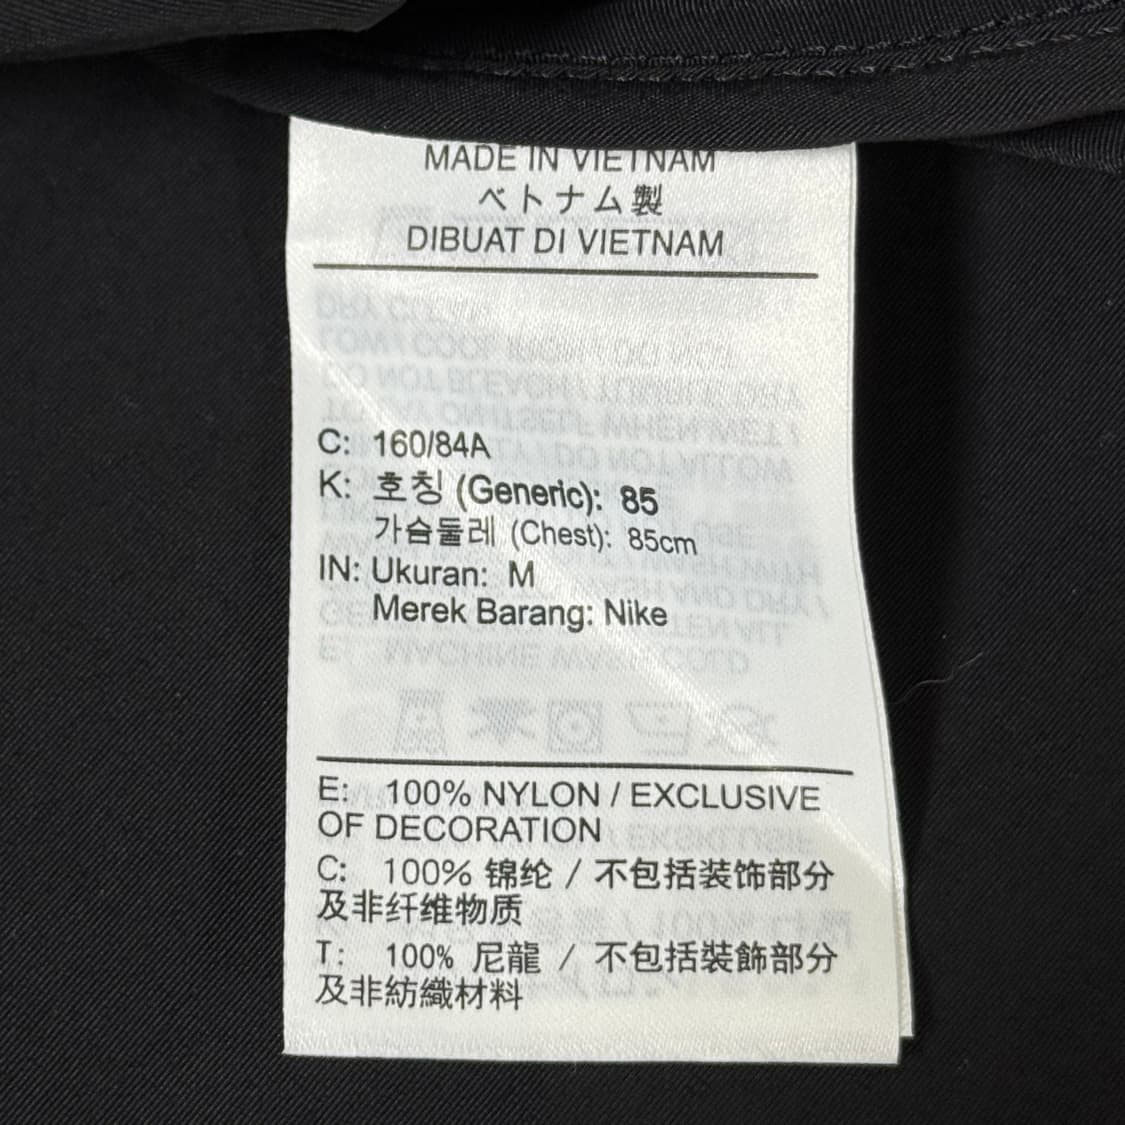 MADE IN VIETNAM
ベトナム製
DIBUAT DI VIETNAM
C: 160/84A
K: 호칭 (Generic): 85
가슴둘레 (Chest): 85cm
IN: Ukuran: M
Merek Barang: Nike
E: 100% NYLON / EXCLUSIVE
OF DECORATION
C: 100% 锦纶 / 不包括装饰部分
及非纤维物质
T: 100% 尼龍 / 不包括裝飾部分
及非紡織材料